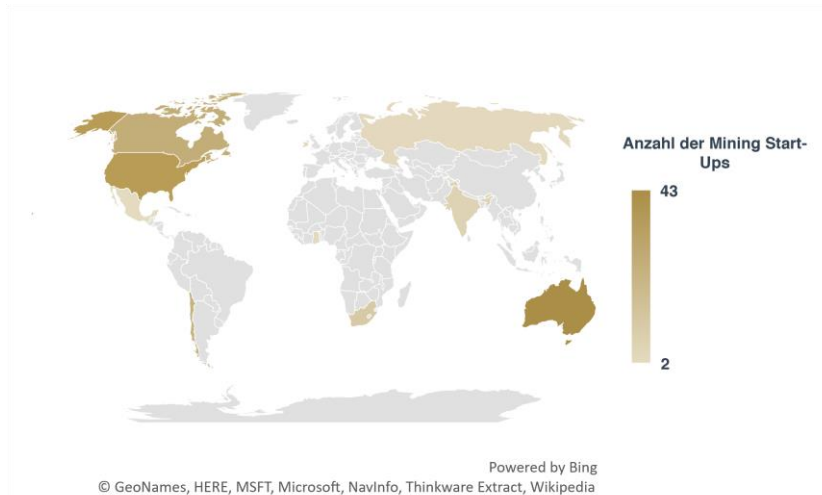 Anzahl der Mining Start-
Ups
43
2
Powered by Bing
© GeoNames, HERE, MSFT, Microsoft, NavInfo, Thinkware Extract, Wikipedia